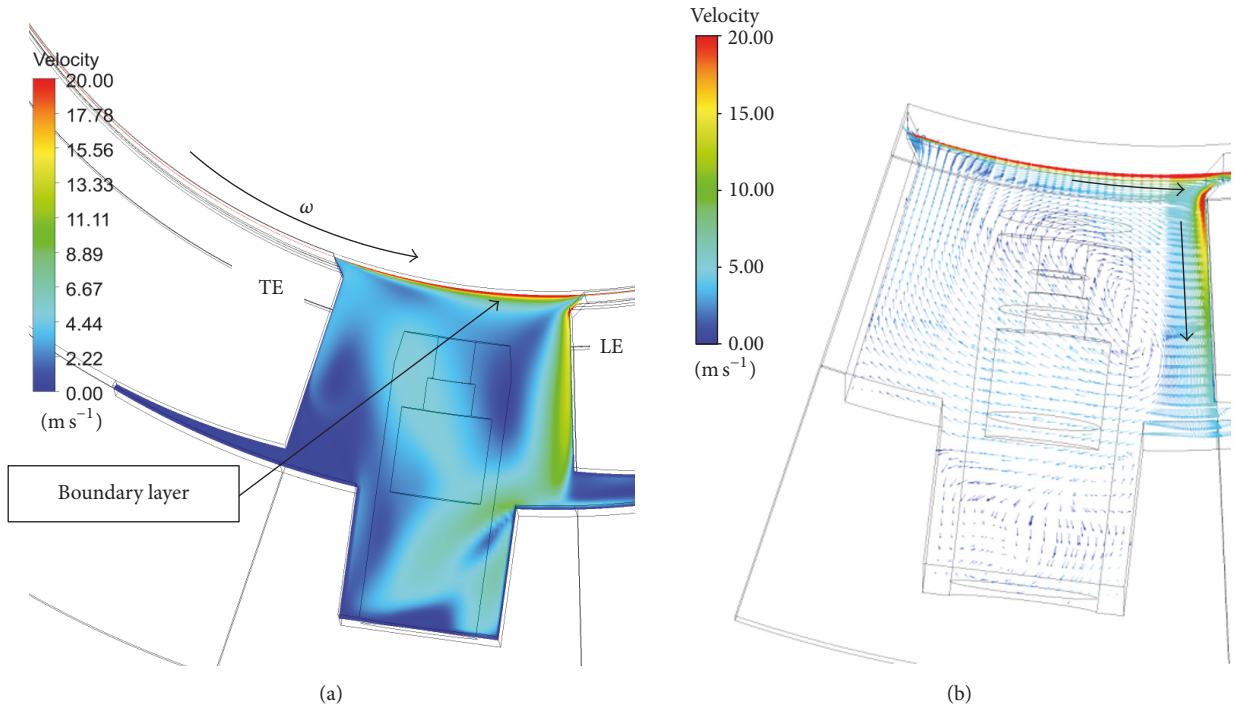 Velocity
20.00
17.78
15.56
13.33
11.11
8.89
6.67
4.44
2.22
0.00
(m s⁻¹)
ω
TE
LE
Boundary layer
(a)
Velocity
20.00
15.00
10.00
5.00
0.00
(m s⁻¹)
(b)